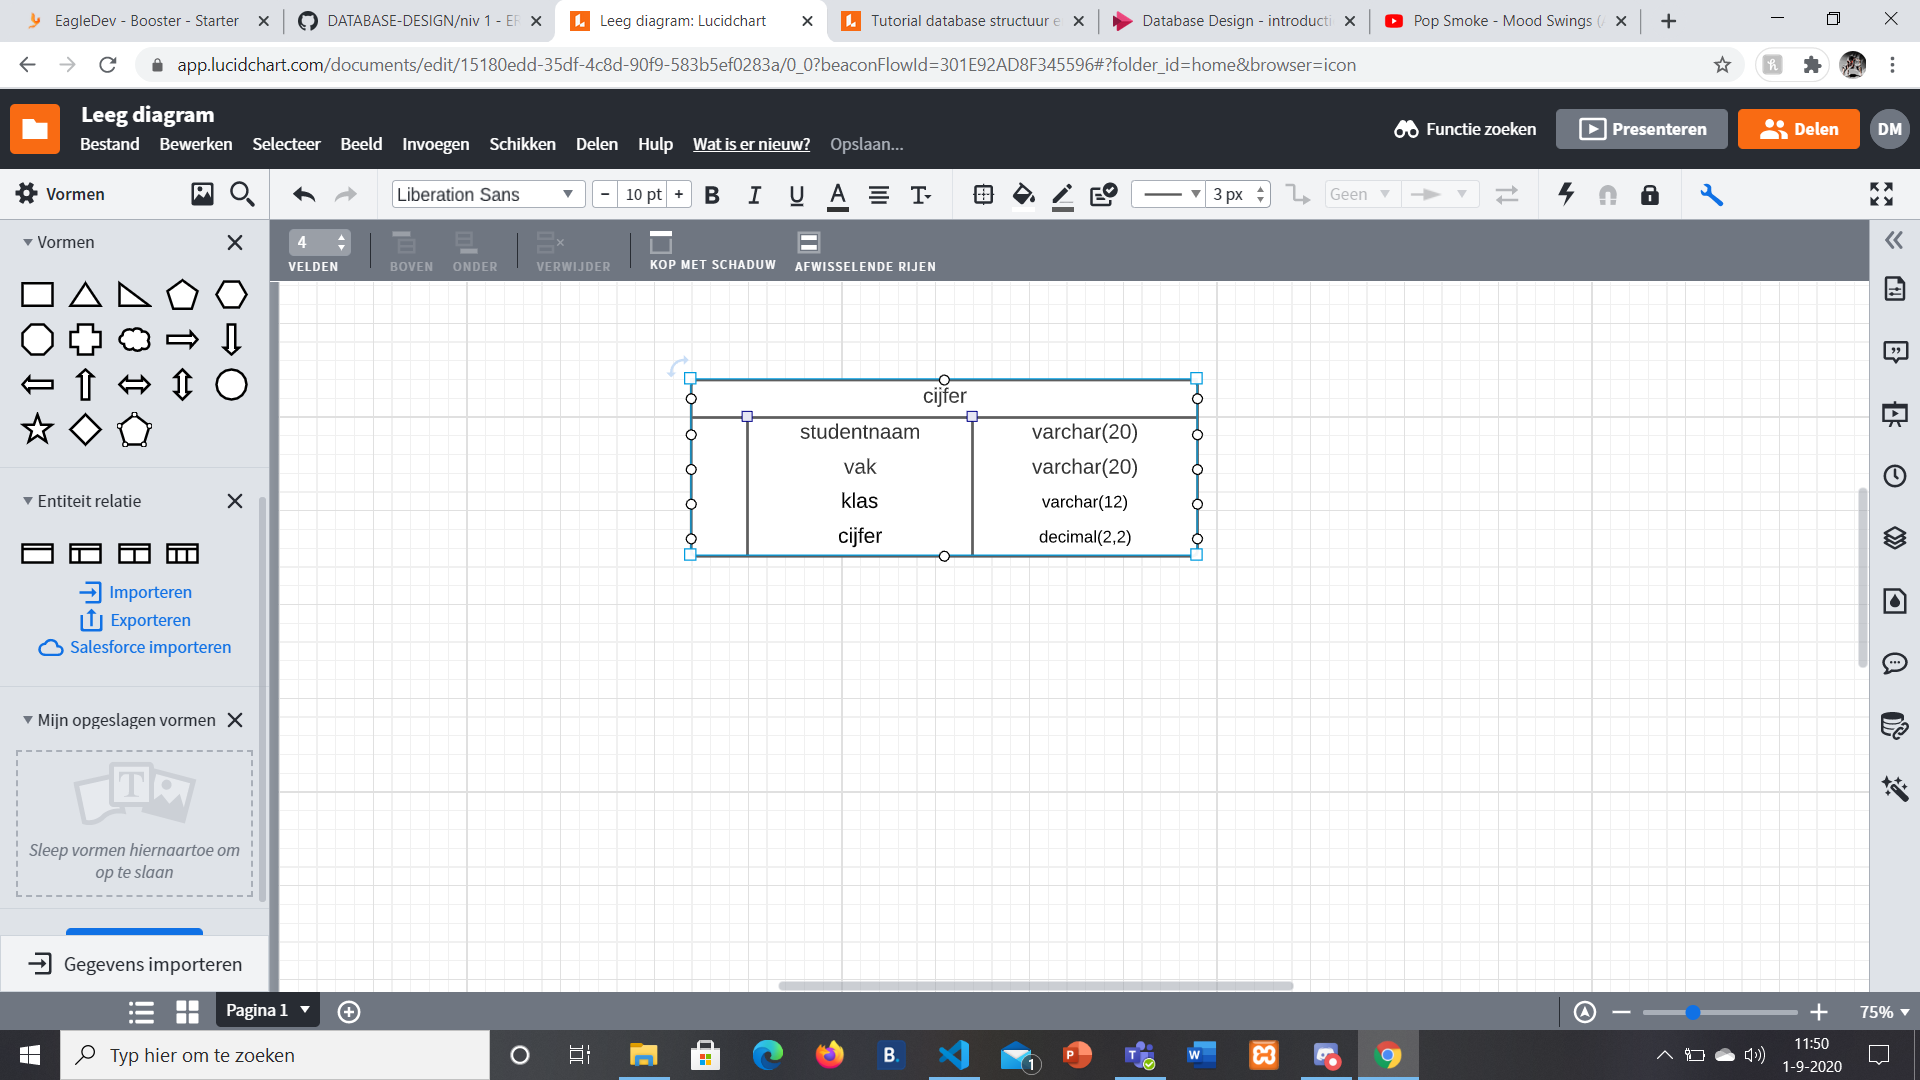 EagleDev - Booster - Starter
DATABASE-DESIGN/niv 1 - ER
Leeg diagram: Lucidchart
Tutorial database structuur e
Database Design - introducti
Pop Smoke - Mood Swings (
app.lucidchart.com/documents/edit/15180edd-35df-4c8d-90f9-583b5ef0283a/0_0?beaconFlowId=301E92AD8F345596#?folder_id=home&browser=icon
Leeg diagram
Bestand Bewerken Selecteer Beeld Invoegen Schikken Delen Hulp Wat is er nieuw? Opslaan...
Functie zoeken
Presenteren
Delen
DM
Vormen
Liberation Sans
- 10 pt +
B I U A T
3 px
Geen
Vormen
4
VELDEN
BOVEN
ONDER
VERWIJDER
KOP MET SCHADUW
AFWISSELENDE RIJEN
cijfer
studentnaam varchar(20)
vak varchar(20)
klas varchar(12)
cijfer decimal(2,2)
Entiteit relatie
Importeren
Exporteren
Salesforce importeren
Mijn opgeslagen vormen
T
Sleep vormen hiernaartoe om
op te slaan
Gegevens importeren
Pagina 1
75%
Typ hier om te zoeken
B.
1
11:50
1-9-2020